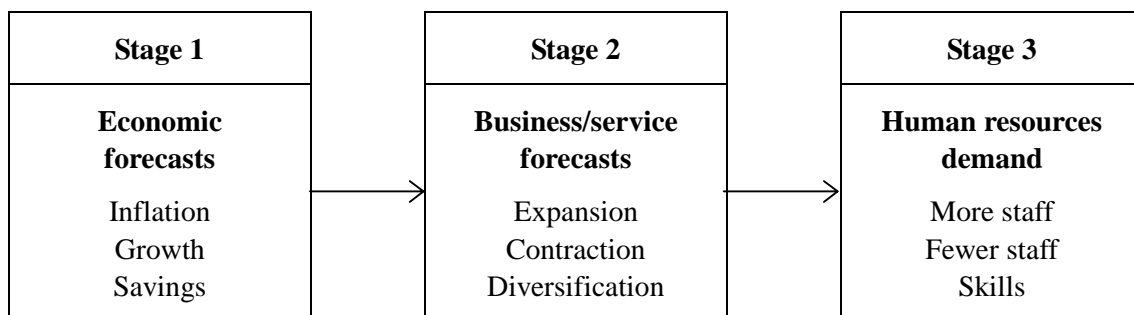 Stage 1
Economic
forecasts
Inflation
Growth
Savings
Stage 2
Business/service
forecasts
Expansion
Contraction
Diversification
Stage 3
Human resources
demand
More staff
Fewer staff
Skills